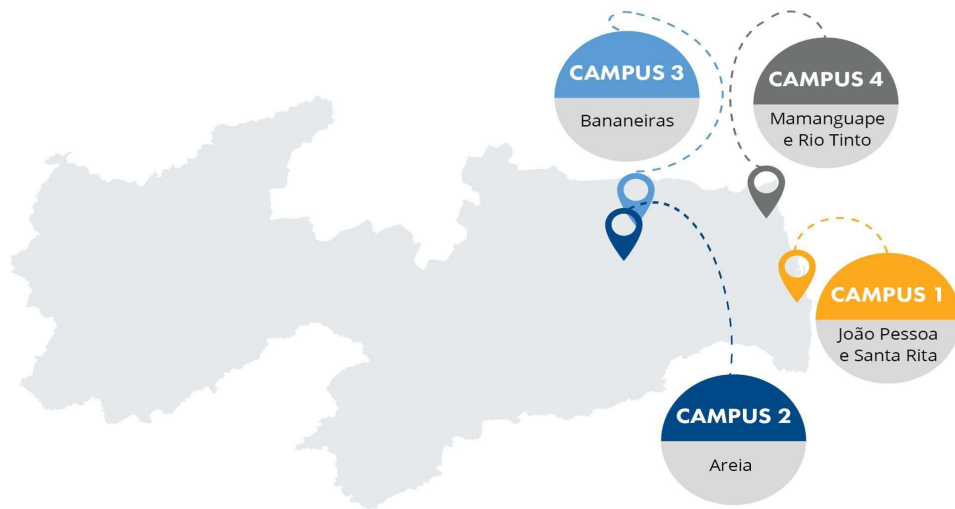 CAMPUS 3
Bananeiras
CAMPUS 4
Mamanguape
e Rio Tinto
CAMPUS 1
João Pessoa
e Santa Rita
CAMPUS 2
Areia